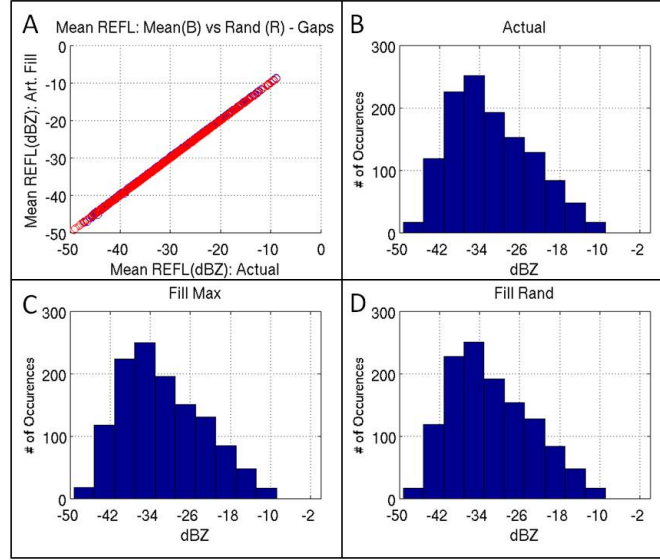 A
Mean REFL: Mean(B) vs Rand (R) - Gaps
Mean REFL(dBZ): Art. Fill
0
-10
-20
-30
-40
-50
-50 -40 -30 -20 -10 0
Mean REFL(dBZ): Actual
B
Actual
# of Occurences
300
200
100
0
-50 -42 -34 -26 -18 -10 -2
dBZ
C
Fill Max
# of Occurences
300
200
100
0
-50 -42 -34 -26 -18 -10 -2
dBZ
D
Fill Rand
# of Occurences
300
200
100
0
-50 -42 -34 -26 -18 -10 -2
dBZ